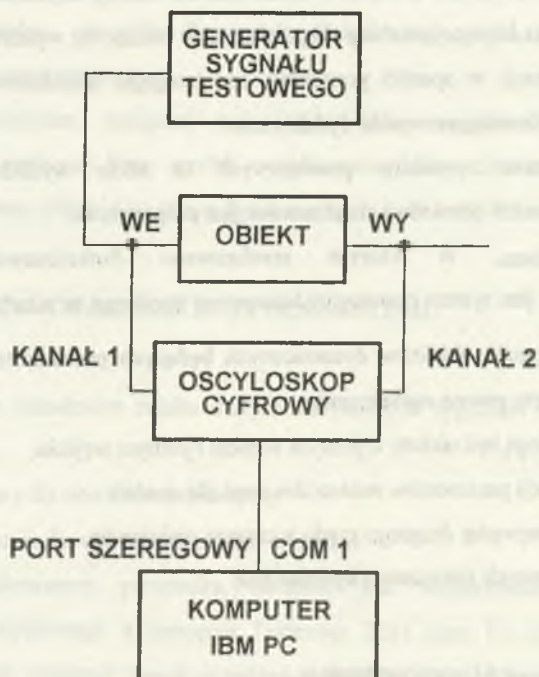 GENERATOR
SYGNAŁU
TESTOWEGO
WE
OBIEKT
WY
KANAŁ 1
OSCYLOSKOP
CYFROWY
KANAŁ 2
PORT SZEREGOWY COM 1
KOMPUTER
IBM PC